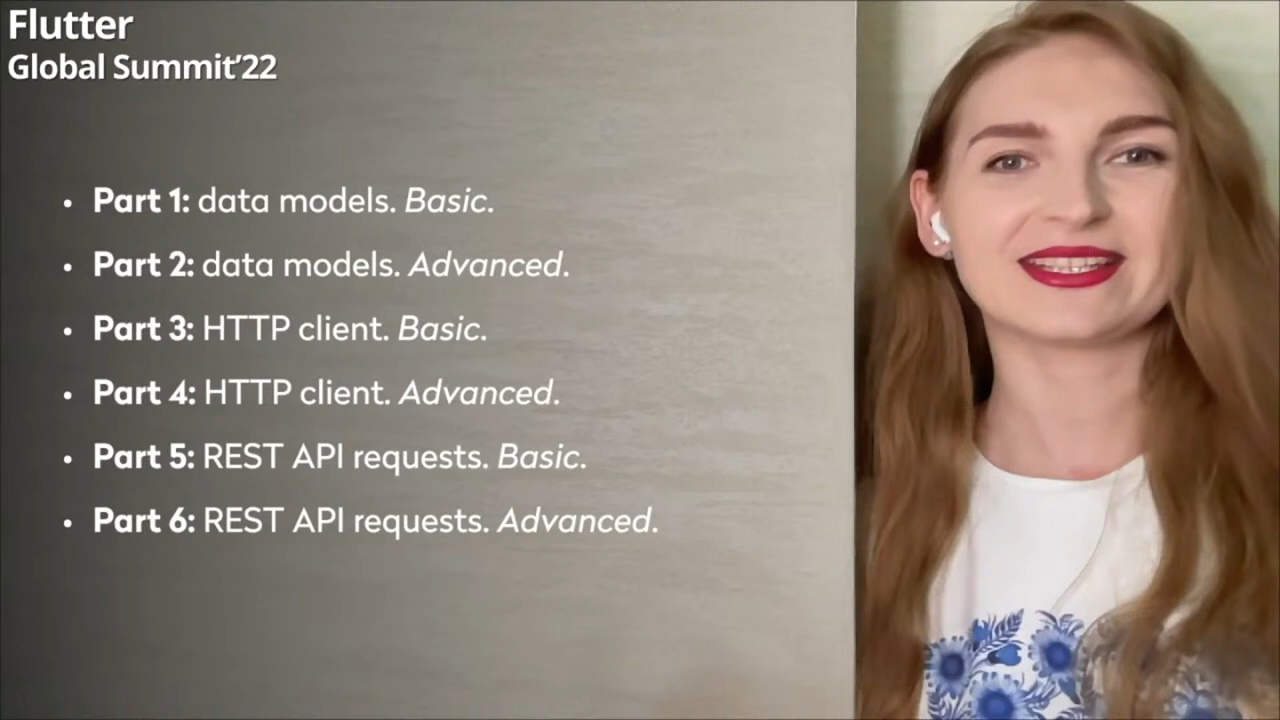 Flutter
Global Summit'22
• Part 1: data models. Basic.
• Part 2: data models. Advanced.
• Part 3: HTTP client. Basic.
• Part 4: HTTP client. Advanced.
• Part 5: REST API requests. Basic.
• Part 6: REST API requests. Advanced.